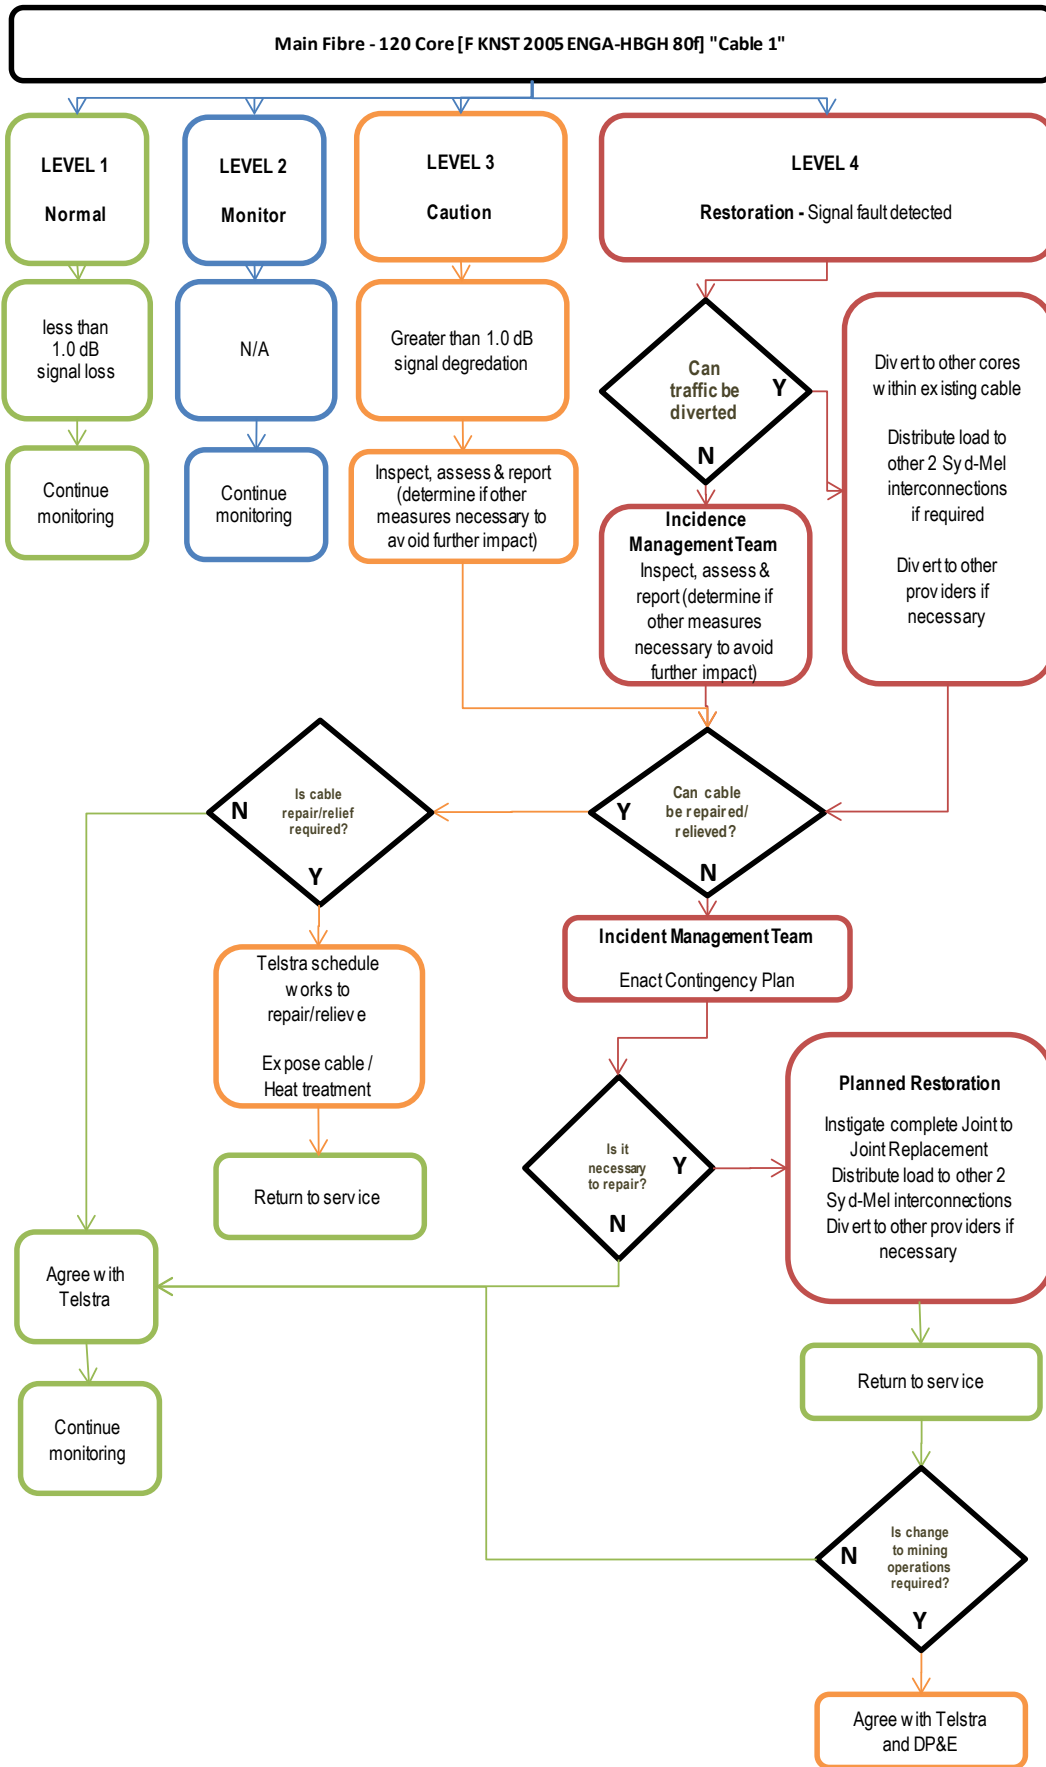 Main Fibre - 120 Core [F KNST 2005 ENGA-HBGH 80f] "Cable 1"
LEVEL 1
Normal
LEVEL 2
Monitor
LEVEL 3
Caution
LEVEL 4
Restoration - Signal fault detected
less than
1.0 dB
signal loss
N/A
Greater than 1.0 dB
signal degredation
Can
traffic be
diverted
Y
N
Divert to other cores
within existing cable
Distribute load to
other 2 Syd-Mel
interconnections
if required
Divert to other
providers if
necessary
Continue
monitoring
Continue
monitoring
Inspect, assess & report
(determine if other
measures necessary to
avoid further impact)
Incidence
Management Team
Inspect, assess &
report (determine if
other measures
necessary to avoid
further impact)
N
Is cable
repair/relief
required?
Y
Y
Can cable
be repaired/
relieved?
N
Telstra schedule
works to
repair/relieve
Expose cable /
Heat treatment
Incident Management Team
Enact Contingency Plan
Is it
necessary
to repair?
Y
N
Planned Restoration
Instigate complete Joint to
Joint Replacement
Distribute load to other 2
Syd-Mel interconnections
Divert to other providers if
necessary
Return to service
Agree with
Telstra
Return to service
Continue
monitoring
N
Is change
to mining
operations
required?
Y
Agree with Telstra
and DP&E